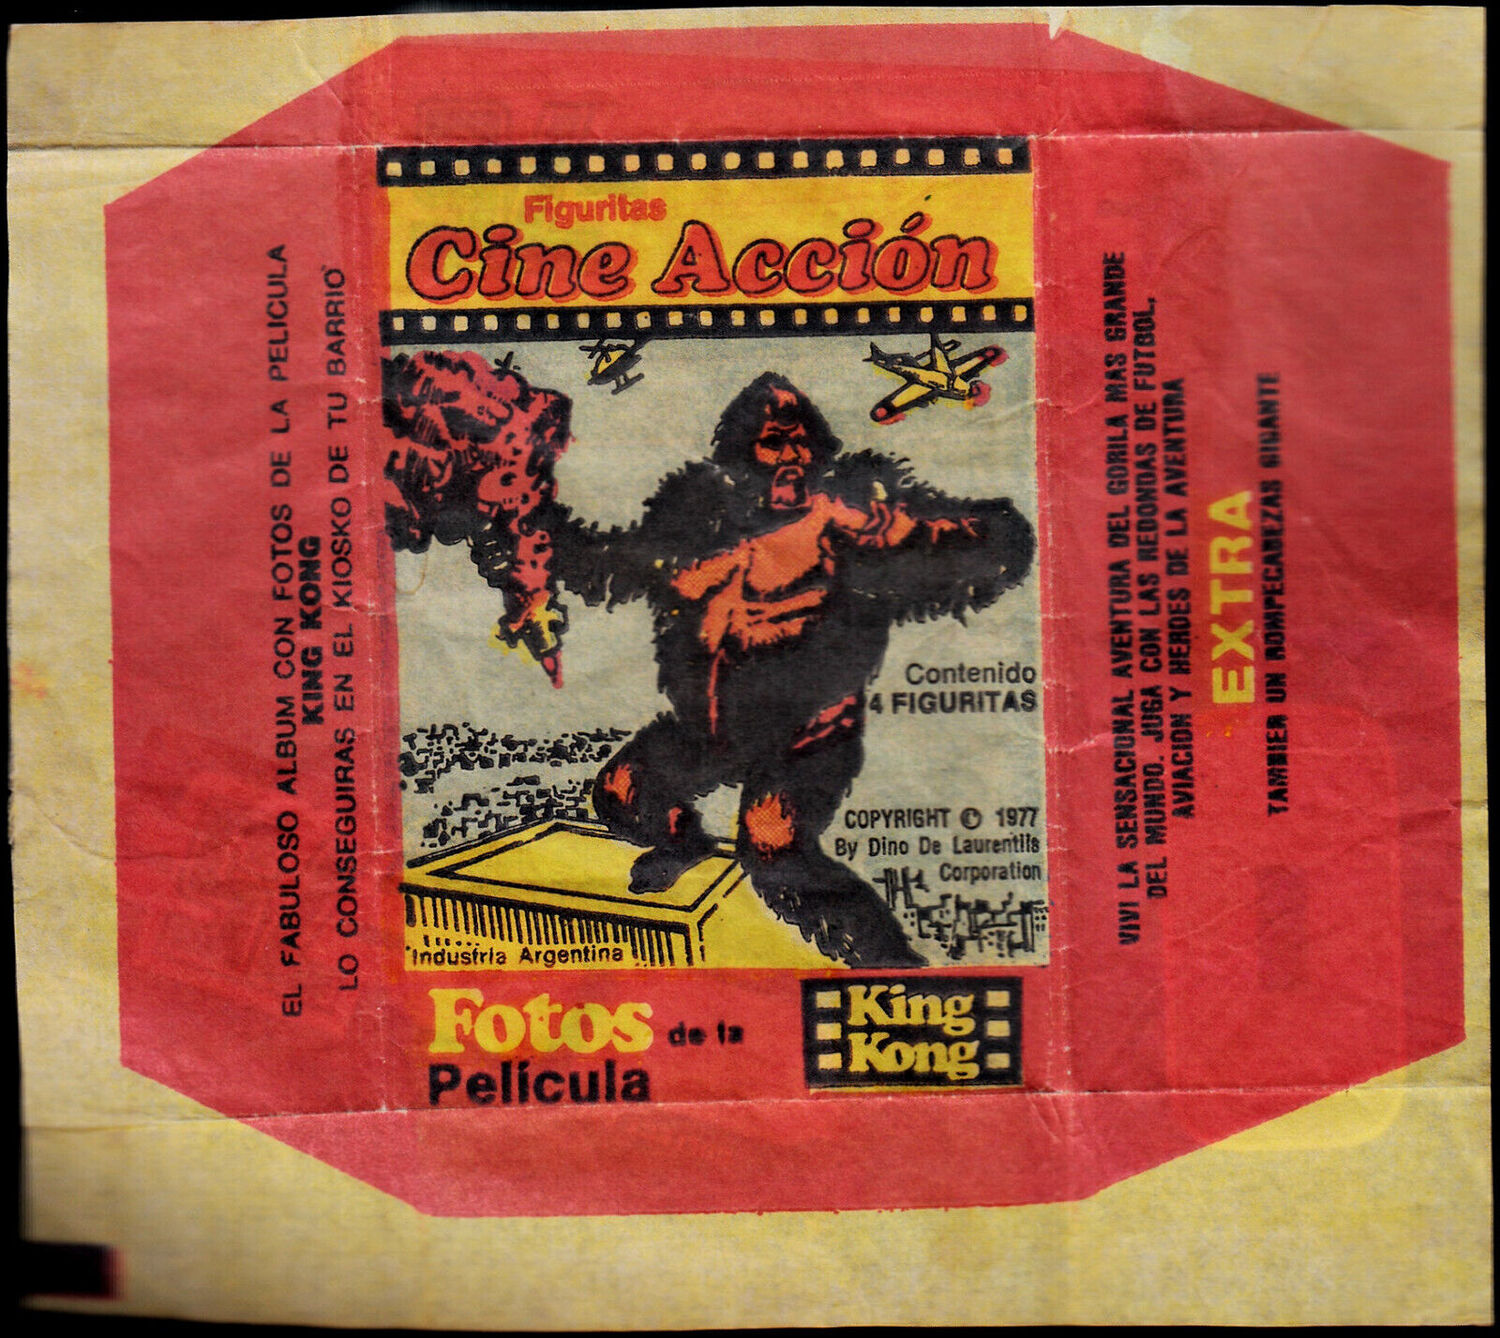 EL FABULOSO ALBUM CON FOTOS DE LA PELICULA
KING KONG
LO CONSEGUIRAS EN EL KIOSKO DE TU BARRIO
Figuritas
Cine Acción
Contenido
4 FIGURITAS
COPYRIGHT © 1977
By Dino De Laurentiis
Corporation
Industria Argentina
Fotos de la
Película
King
Kong
VIVI LA SENSACIONAL AVENTURA DEL GORILA MAS GRANDE
DEL MUNDO. JUGA CON LAS REDONDAS DE FUTBOL,
AVIACION Y HEROES DE LA AVENTURA
EXTRA
TAMBIEN UN ROMPECABEZAS GIGANTE